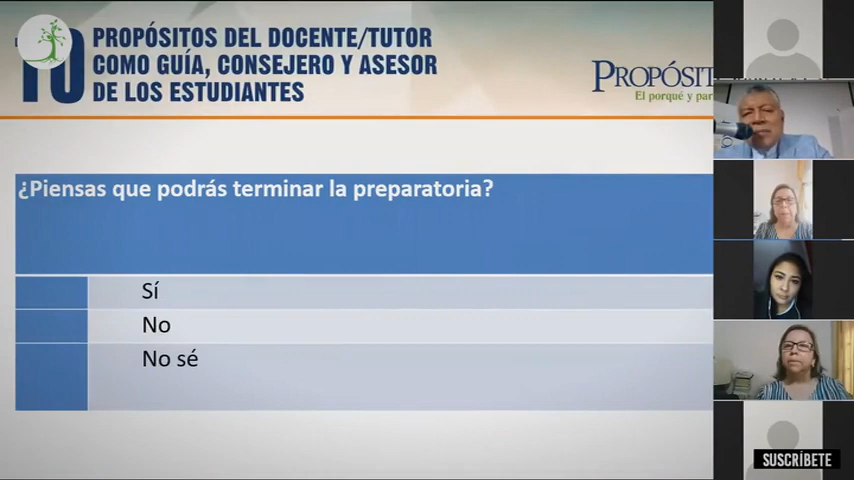 10
PROPÓSITOS DEL DOCENTE/TUTOR
COMO GUÍA, CONSEJERO Y ASESOR
DE LOS ESTUDIANTES
PROPÓSIT
El porqué y par
¿Piensas que podrás terminar la preparatoria?
Sí
No
No sé
SUSCRÍBETE